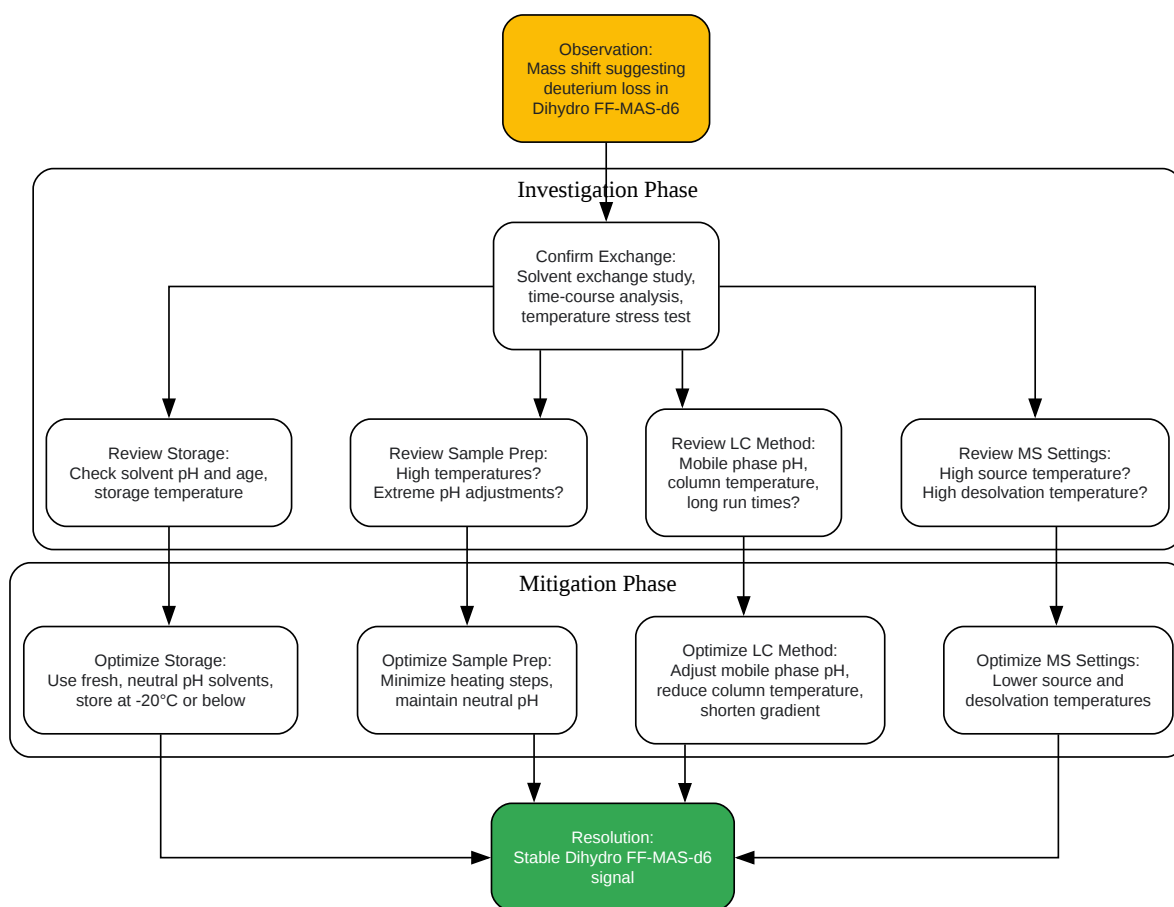 Observation:
Mass shift suggesting
deuterium loss in
Dihydro FF-MAS-d6
Investigation Phase
Confirm Exchange:
Solvent exchange study,
time-course analysis,
temperature stress test
Review Storage:
Check solvent pH and age,
storage temperature
Review Sample Prep:
High temperatures?
Extreme pH adjustments?
Review LC Method:
Mobile phase pH,
column temperature,
long run times?
Review MS Settings:
High source temperature?
High desolvation temperature?
Mitigation Phase
Optimize Storage:
Use fresh, neutral pH solvents,
store at -20°C or below
Optimize Sample Prep:
Minimize heating steps,
maintain neutral pH
Optimize LC Method:
Adjust mobile phase pH,
reduce column temperature,
shorten gradient
Optimize MS Settings:
Lower source and
desolvation temperatures
Resolution:
Stable Dihydro FF-MAS-d6
signal